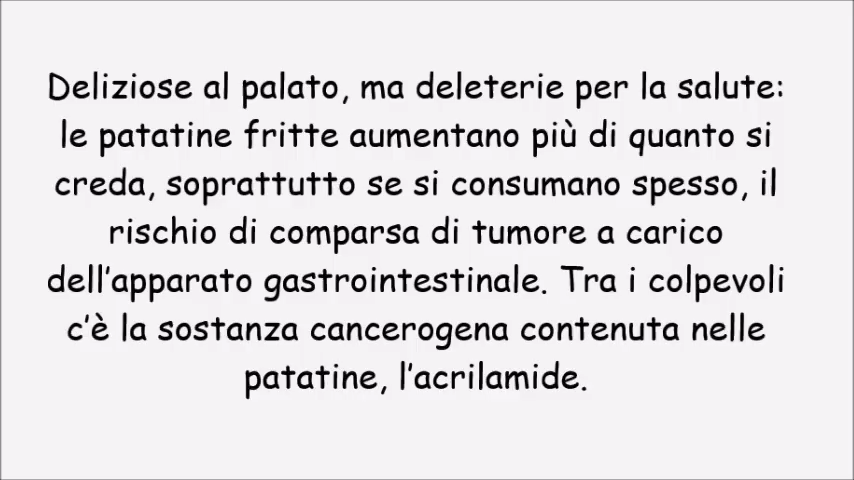 Deliziose al palato, ma deleterie per la salute:
le patatine fritte aumentano più di quanto si
creda, soprattutto se si consumano spesso, il
rischio di comparsa di tumore a carico
dell'apparato gastrointestinale. Tra i colpevoli
c'è la sostanza cancerogena contenuta nelle
patatine, l'acrilamide.